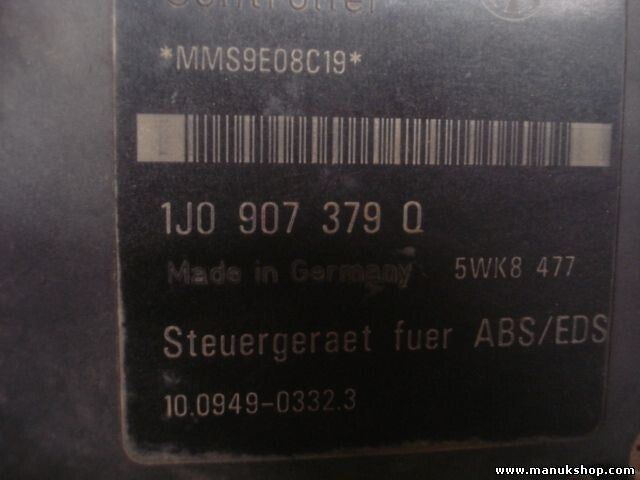 Controller
*MMS9E08C19*
1J0 907 379 Q
Made in Germany 5WK8 477
Steuergeraet fuer ABS/EDS
10.0949-0332.3
www.manukshop.com